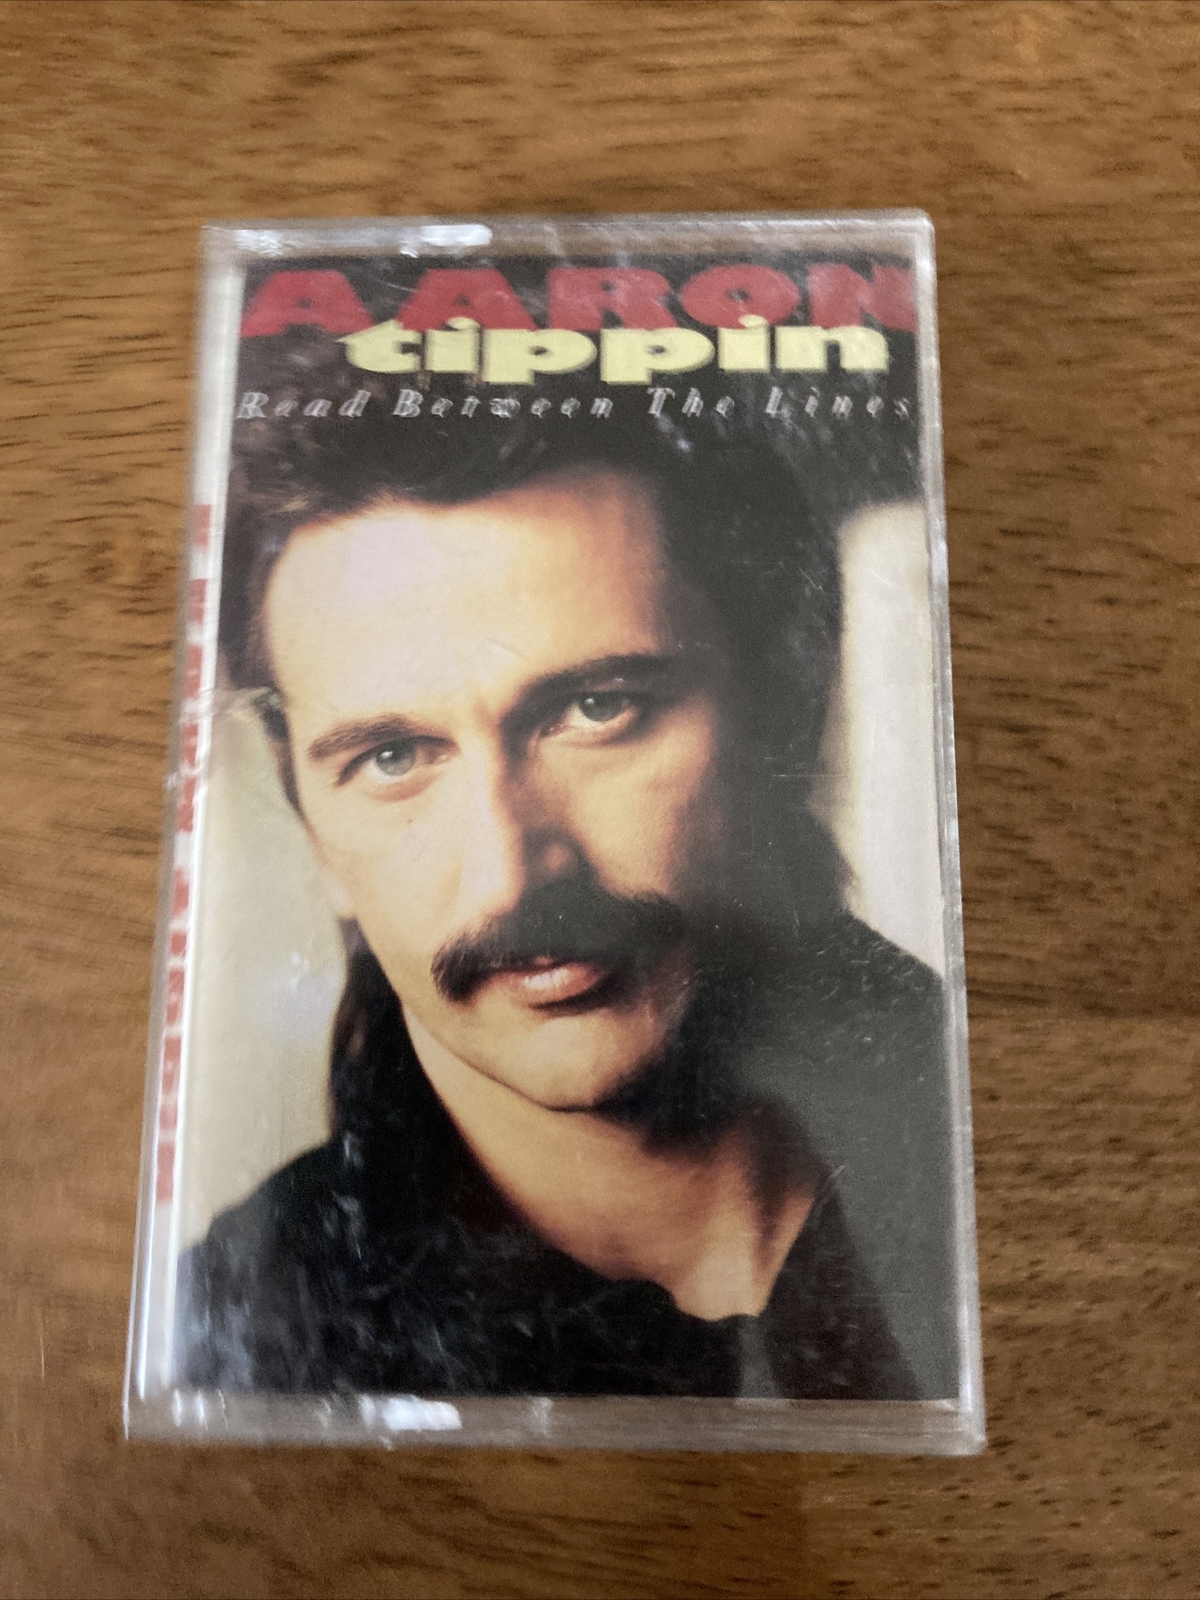 AARON
tippin
Read Between The Lines